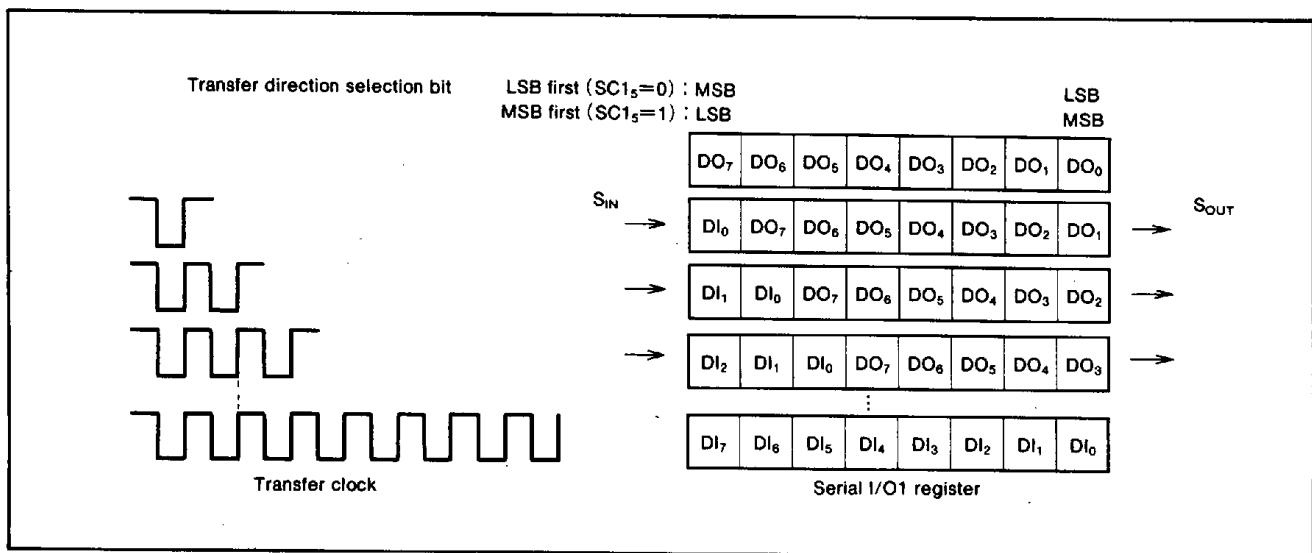 Transfer direction selection bit LSB first (SC1₅=0) : MSB LSB
MSB first (SC1₅=1) : LSB MSB
DO₇ DO₆ DO₅ DO₄ DO₃ DO₂ DO₁ DO₀
S_IN → DI₀ DO₇ DO₆ DO₅ DO₄ DO₃ DO₂ DO₁ → S_OUT
→ DI₁ DI₀ DO₇ DO₆ DO₅ DO₄ DO₃ DO₂ →
→ DI₂ DI₁ DI₀ DO₇ DO₆ DO₅ DO₄ DO₃ →
⋮
DI₇ DI₆ DI₅ DI₄ DI₃ DI₂ DI₁ DI₀
Transfer clock Serial I/O1 register